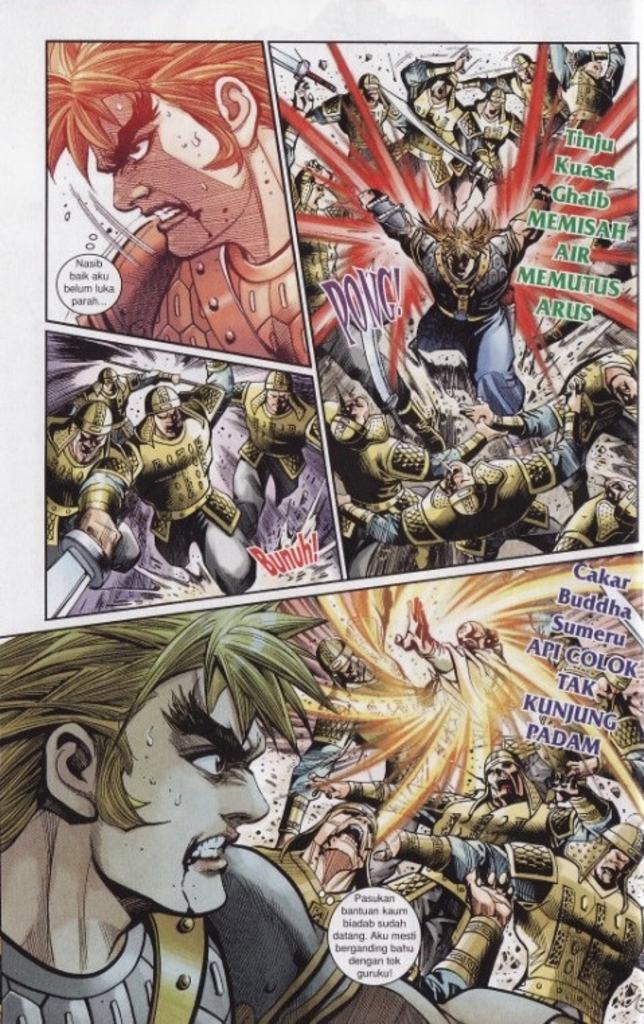 Nasib
baik aku
belum luka
parah...
Tinju
Kuasa
Ghaib
MEMISAH
AIR
MEMUTUS
ARUS
PONG!
Bunuh!
Cakar
Buddha
Sumeru
API COLOK
TAK
KUNJUNG
PADAM
Pasukan
bantuan kaum
biadab sudah
datang. Aku mesti
berganding bahu
dengan tok
guruku!